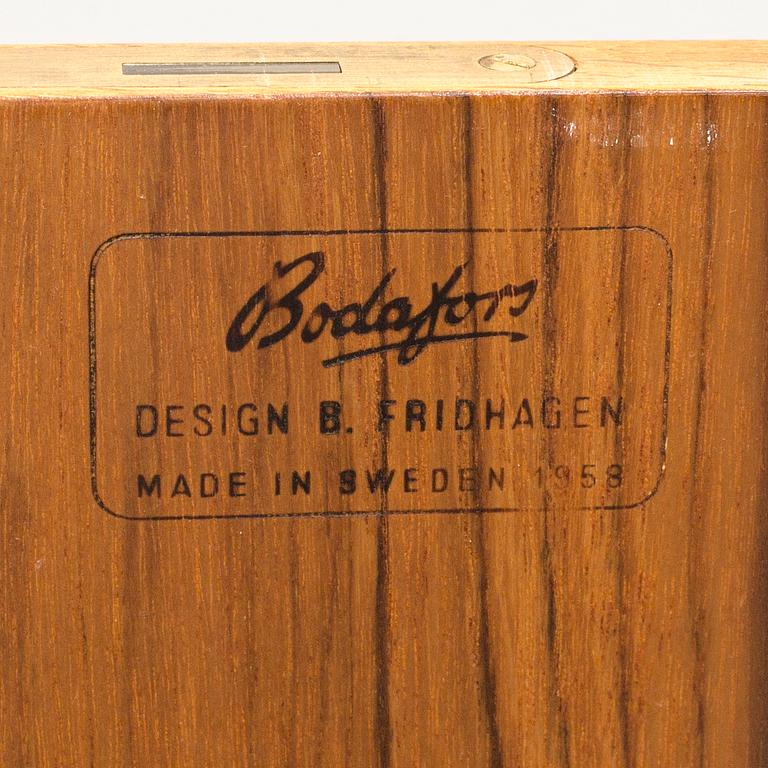 Bodafors
DESIGN B. FRIDHAGEN
MADE IN SWEDEN 1958